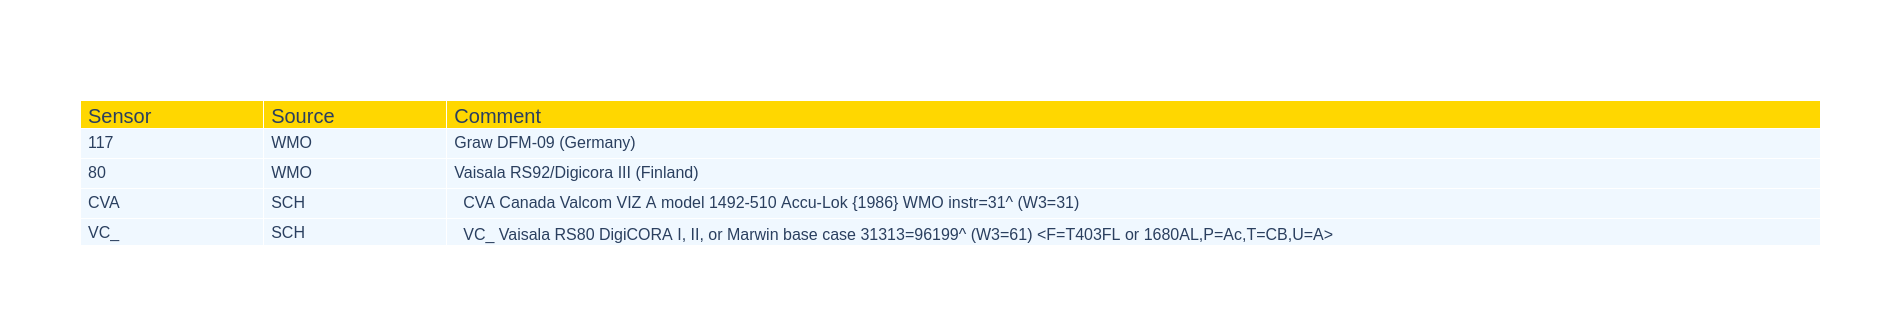 Sensor Source Comment
117 WMO Graw DFM-09 (Germany)
80 WMO Vaisala RS92/Digicora III (Finland)
CVA SCH CVA Canada Valcom VIZ A model 1492-510 Accu-Lok {1986} WMO instr=31^ (W3=31)
VC_ SCH VC_ Vaisala RS80 DigiCORA I, II, or Marwin base case 31313=96199^ (W3=61) <F=T403FL or 1680AL,P=Ac,T=CB,U=A>